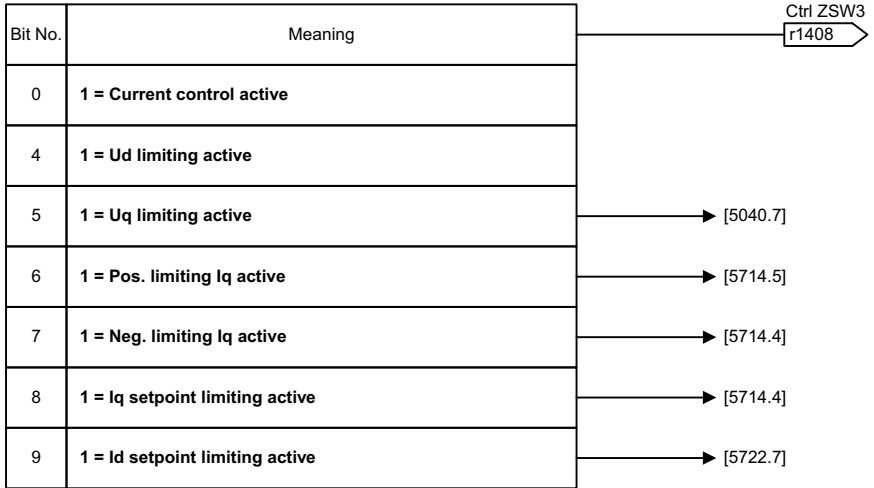 Ctrl ZSW3
Bit No. Meaning r1408
0 1 = Current control active
4 1 = Ud limiting active
5 1 = Uq limiting active [5040.7]
6 1 = Pos. limiting Iq active [5714.5]
7 1 = Neg. limiting Iq active [5714.4]
8 1 = Iq setpoint limiting active [5714.4]
9 1 = Id setpoint limiting active [5722.7]